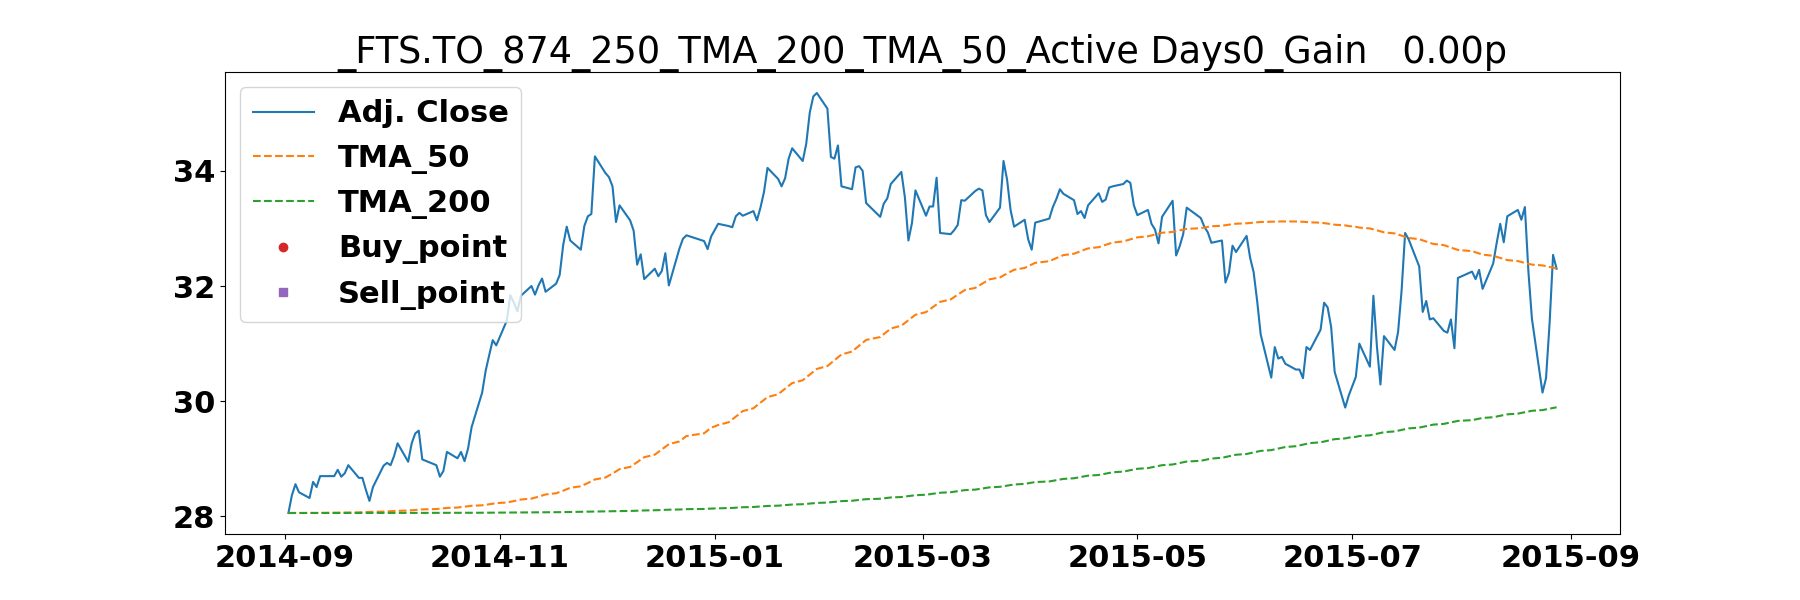 _FTS.TO_874_250_TMA_200_TMA_50_Active Days0_Gain   0.00p
Adj. Close
TMA_50
TMA_200
Buy_point
Sell_point
34
32
30
28
2014-09 2014-11 2015-01 2015-03 2015-05 2015-07 2015-09